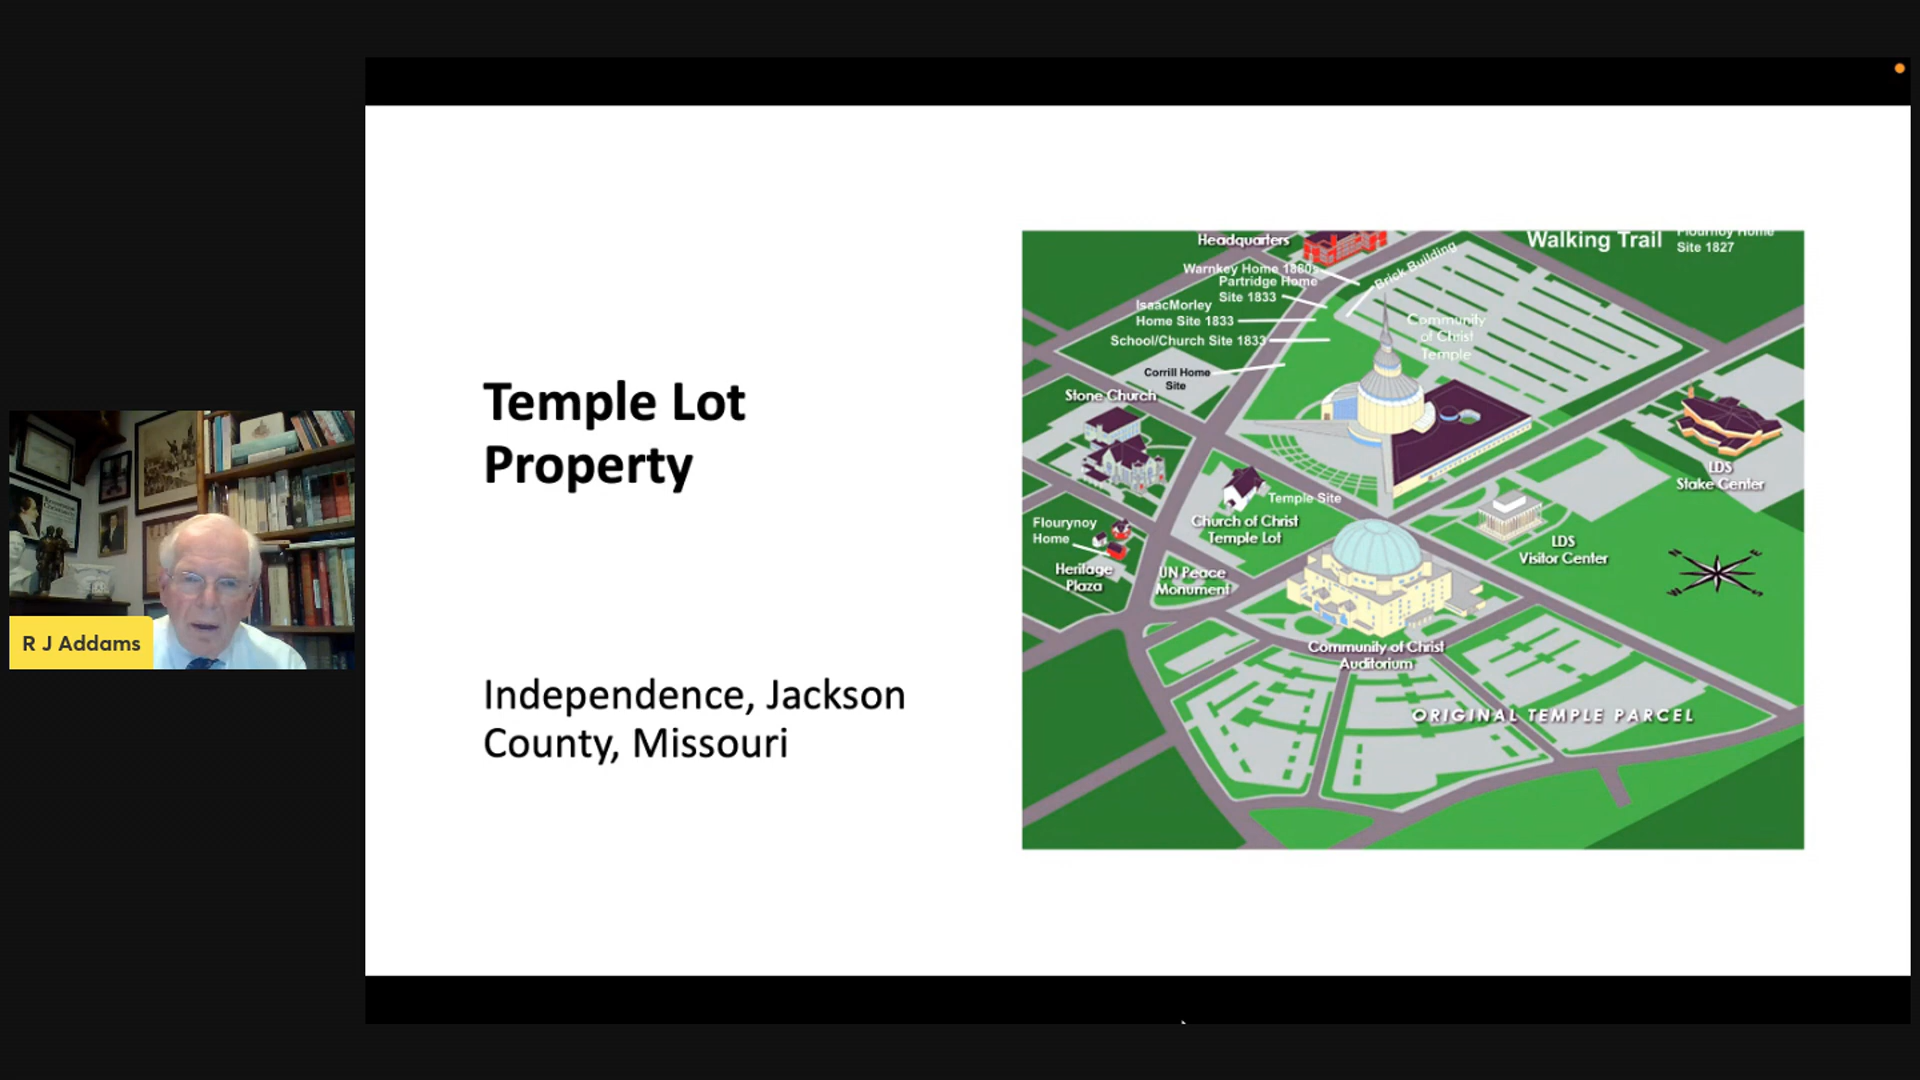 R J Addams
Temple Lot
Property
Independence, Jackson
County, Missouri
Headquarters
Walking Trail
Flournoy Home
Site 1827
Warnkey Home 1880s
Partridge Home
Site 1833
Brick Building
IsaacMorley
Home Site 1833
School/Church Site 1833
Community
of Christ
Temple
Corrill Home
Site
Stone Church
LDS
Stake Center
Temple Site
Church of Christ
Temple Lot
Flourynoy
Home
LDS
Visitor Center
Heritage
Plaza
UN Peace
Monument
Community of Christ
Auditorium
ORIGINAL TEMPLE PARCEL